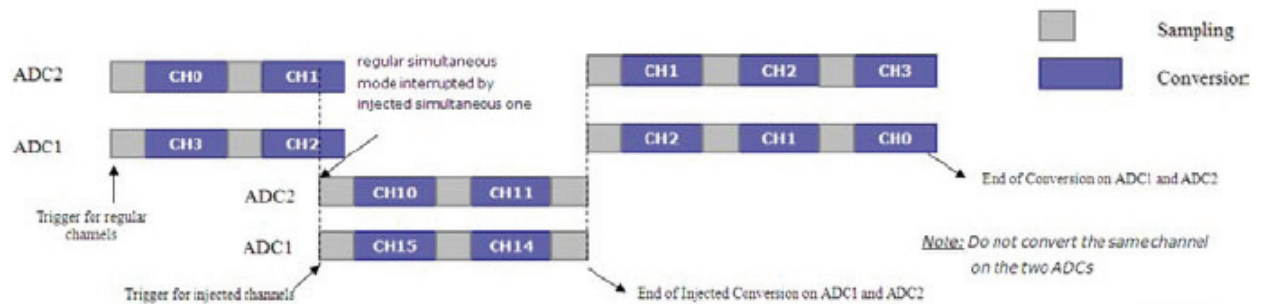 Sampling
Conversion
regular simultaneous
mode interrupted by
injected simultaneous one
ADC2
CH0 CH1
CH1 CH2 CH3
ADC1
CH3 CH2
CH2 CH1 CH0
End of Conversion on ADC1 and ADC2
Trigger for regular
channels
ADC2
CH10 CH11
ADC1
CH15 CH14
Note: Do not convert the same channel
on the two ADCs
Trigger for injected channels
End of Injected Conversion on ADC1 and ADC2